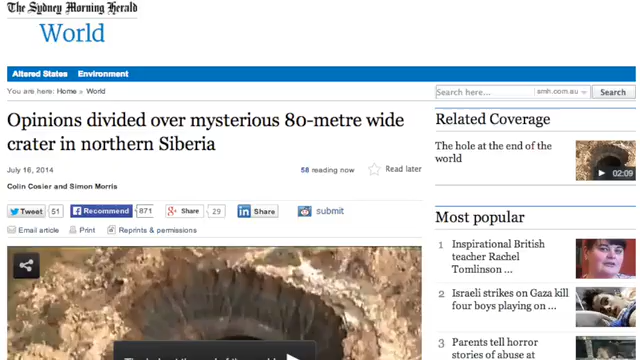 The Sydney Morning Herald
World
Altered States Environment
You are here: Home » World
Search here... smh.com.au Search
Opinions divided over mysterious 80-metre wide
crater in northern Siberia
July 16, 2014
58 reading now
Read later
Colin Cosier and Simon Morris
Tweet 51
Recommend 871
Share 29
Share
submit
Email article Print Reprints & permissions
Related Coverage
The hole at the end of the
world
02:09
Most popular
1 Inspirational British
teacher Rachel
Tomlinson ...
2 Israeli strikes on Gaza kill
four boys playing on ...
3 Parents tell horror
stories of abuse at